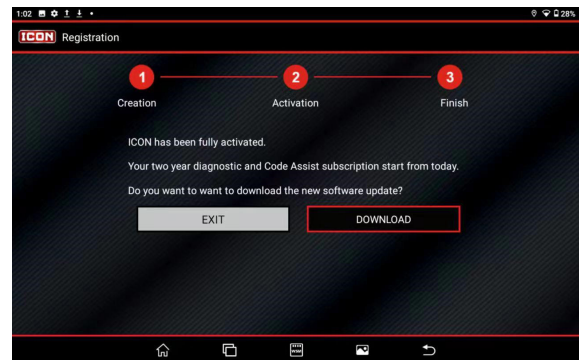 1:02
28%
ICON Registration
1 2 3
Creation Activation Finish
ICON has been fully activated.
Your two year diagnostic and Code Assist subscription start from today.
Do you want to want to download the new software update?
EXIT DOWNLOAD